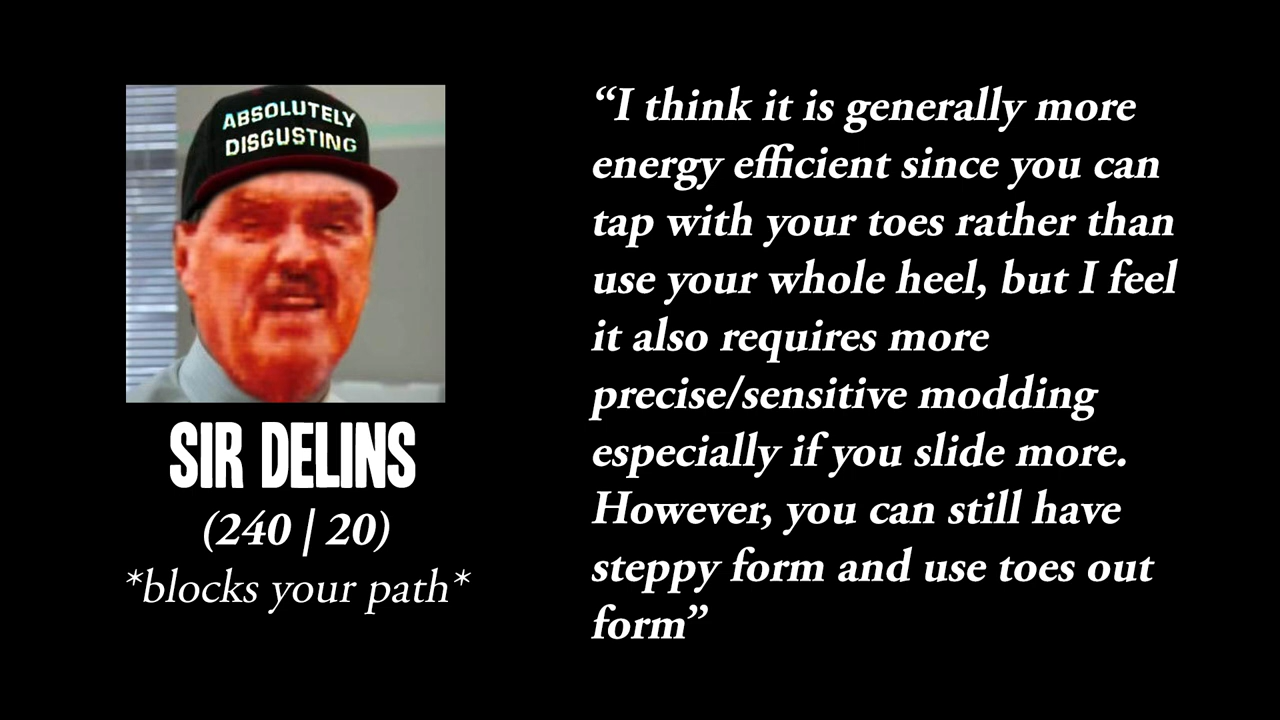 ABSOLUTELY
DISGUSTING
SIR DELINS
(240 | 20)
*blocks your path*
“I think it is generally more
energy efficient since you can
tap with your toes rather than
use your whole heel, but I feel
it also requires more
precise/sensitive modding
especially if you slide more.
However, you can still have
steppy form and use toes out
form”